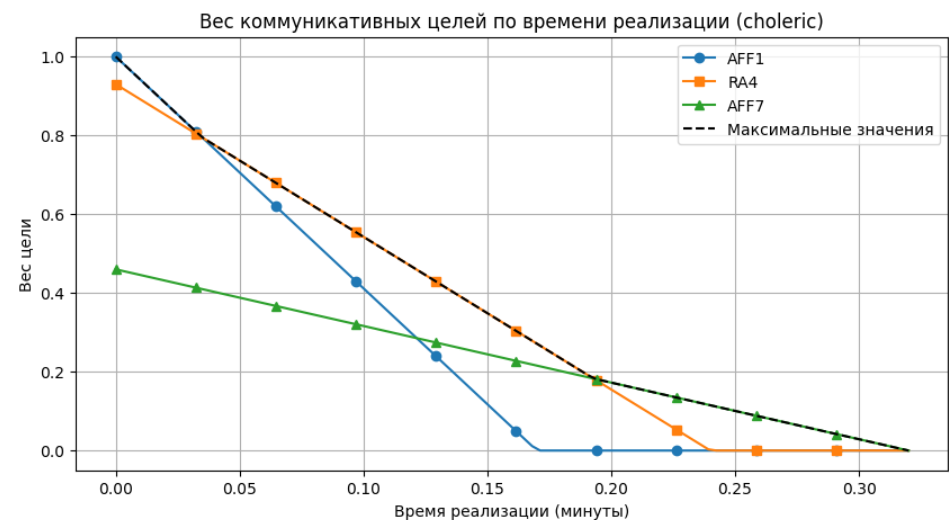 Вес коммуникативных целей по времени реализации (choleric)
AFF1
RA4
AFF7
Максимальные значения
Вес цели
1.0
0.8
0.6
0.4
0.2
0.0
0.00 0.05 0.10 0.15 0.20 0.25 0.30
Время реализации (минуты)